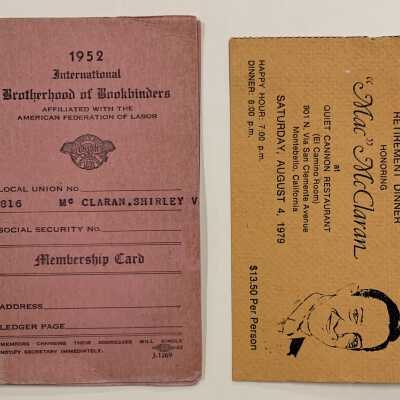 1952
International
Brotherhood of Bookbinders
AFFILIATED WITH THE
AMERICAN FEDERATION OF LABOR
LOCAL UNION NO.
316 Mc CLARAN, SHIRLEY V
SOCIAL SECURITY NO.
Membership Card
ADDRESS
LEDGER PAGE
MEMBERS CHANGING THEIR ADDRESSES WILL KINDLY
NOTIFY SECRETARY IMMEDIATELY.
J-1269
RETIREMENT DINNER
HONORING
"Mac" McClaran
at
QUIET CANNON RESTAURANT
(El Camino Room)
901 N. Via San Clemente Avenue
Montebello, California
SATURDAY, AUGUST 4, 1979
HAPPY HOUR: 7:00 p.m.
DINNER: 8:00 p.m.
$13.50 Per Person